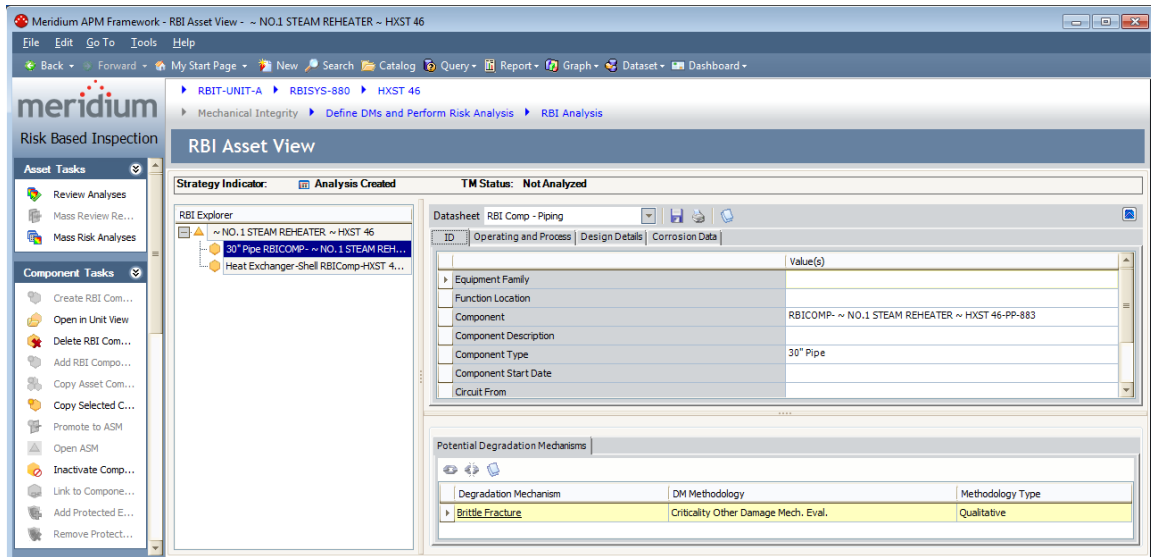 Meridium APM Framework - RBI Asset View - ~ NO.1 STEAM REHEATER ~ HXST 46
File Edit Go To Tools Help
Back Forward My Start Page New Search Catalog Query Report Graph Dataset Dashboard
meridium
Risk Based Inspection
RBIT-UNIT-A RBISYS-880 HXST 46
Mechanical Integrity Define DMs and Perform Risk Analysis RBI Analysis
RBI Asset View
Asset Tasks
Review Analyses
Mass Review Re...
Mass Risk Analyses
Component Tasks
Create RBI Com...
Open in Unit View
Delete RBI Com...
Add RBI Compo...
Copy Asset Com...
Copy Selected C...
Promote to ASM
Open ASM
Inactivate Comp...
Link to Compone...
Add Protected E...
Remove Protect...
Strategy Indicator: Analysis Created TM Status: Not Analyzed
RBI Explorer
~ NO.1 STEAM REHEATER ~ HXST 46
30" Pipe RBICOMP- ~ NO.1 STEAM REH...
Heat Exchanger-Shell RBIComp-HXST 4...
Datasheet RBI Comp - Piping
ID Operating and Process Design Details Corrosion Data
Value(s)
Equipment Family
Function Location
Component RBICOMP- ~ NO.1 STEAM REHEATER ~ HXST 46-PP-883
Component Description
Component Type 30" Pipe
Component Start Date
Circuit From
Potential Degradation Mechanisms
Degradation Mechanism DM Methodology Methodology Type
Brittle Fracture Criticality Other Damage Mech. Eval. Qualitative